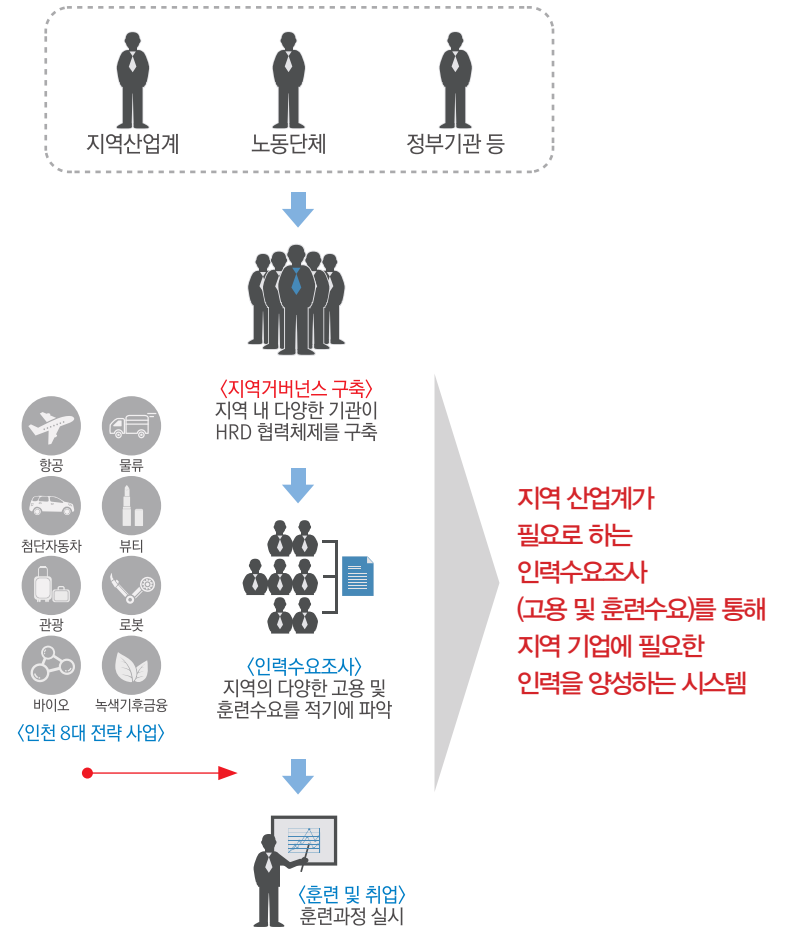 지역산업계
노동단체
정부기관 등
〈지역거버넌스 구축〉
지역 내 다양한 기관이
HRD 협력체제를 구축
항공
물류
첨단자동차
뷰티
관광
로봇
바이오
녹색기후금융
〈인천 8대 전략 사업〉
〈인력수요조사〉
지역의 다양한 고용 및
훈련수요를 적기에 파악
〈훈련 및 취업〉
훈련과정 실시
지역 산업계가
필요로 하는
인력수요조사
(고용 및 훈련수요)를 통해
지역 기업에 필요한
인력을 양성하는 시스템